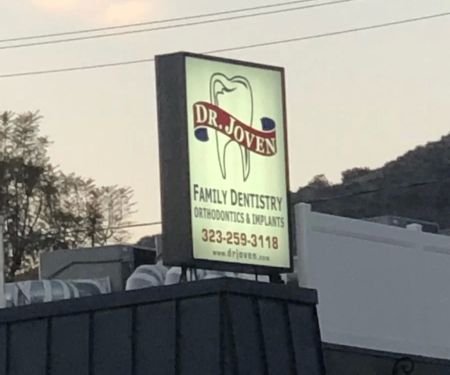 DR. JOVEN
FAMILY DENTISTRY
ORTHODONTICS & IMPLANTS
323-259-3118
www.drjoven.com